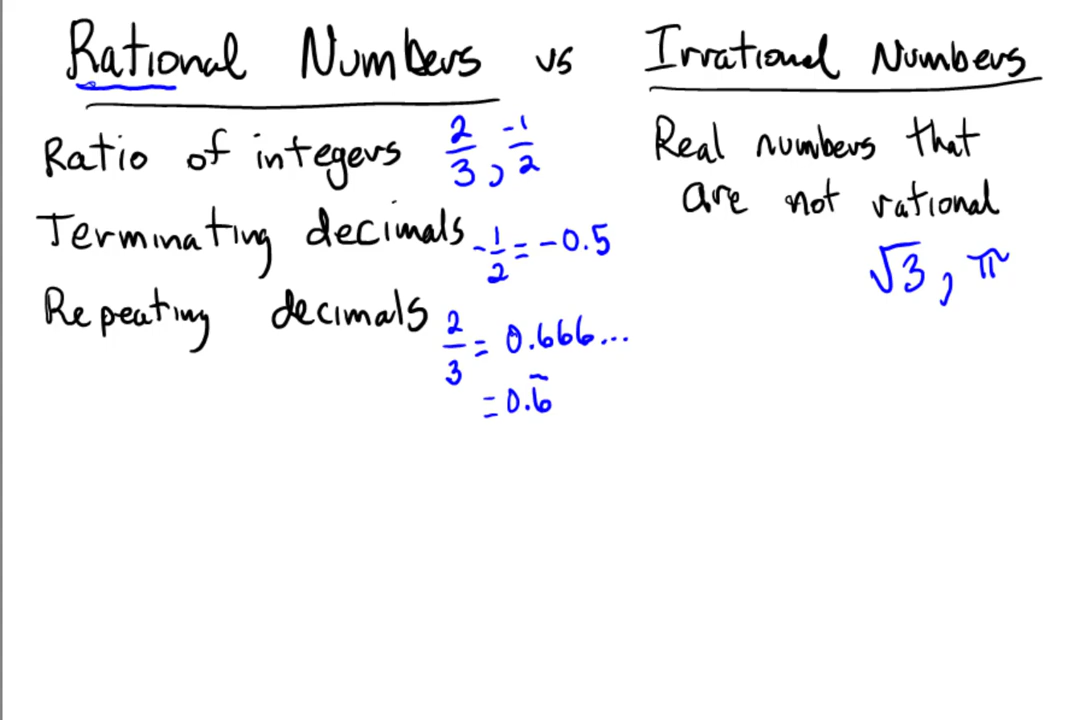 Rational Numbers vs Irrational Numbers
Ratio of integers 2/3, -1/2
Terminating decimals -1/2 = -0.5
Repeating decimals 2/3 = 0.666...
= 0.6̅
Real numbers that
are not rational
√3, π